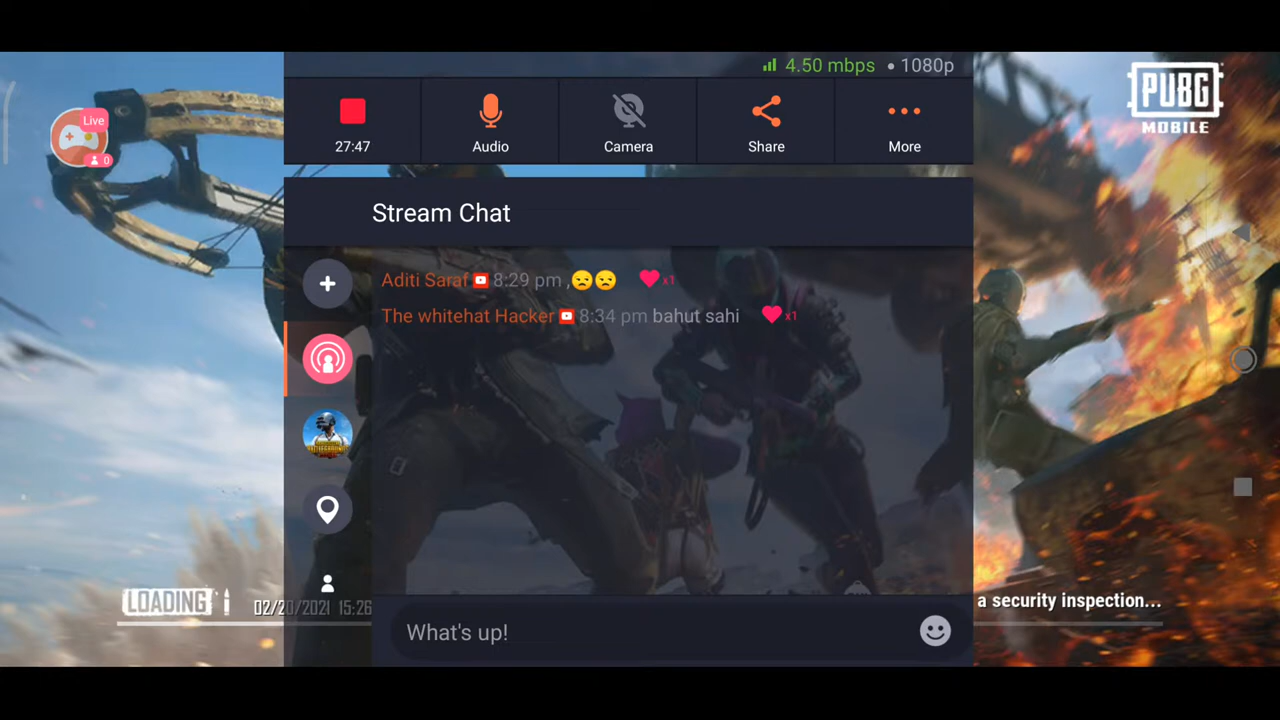 4.50 mbps • 1080p
PUBG
MOBILE
Live
0
27:47
Audio
Camera
Share
More
Stream Chat
Aditi Saraf 8:29 pm ,😒😒 x1
The whitehat Hacker 8:34 pm bahut sahi x1
LOADING
02/20/2021 15:26
a security inspection...
What's up!